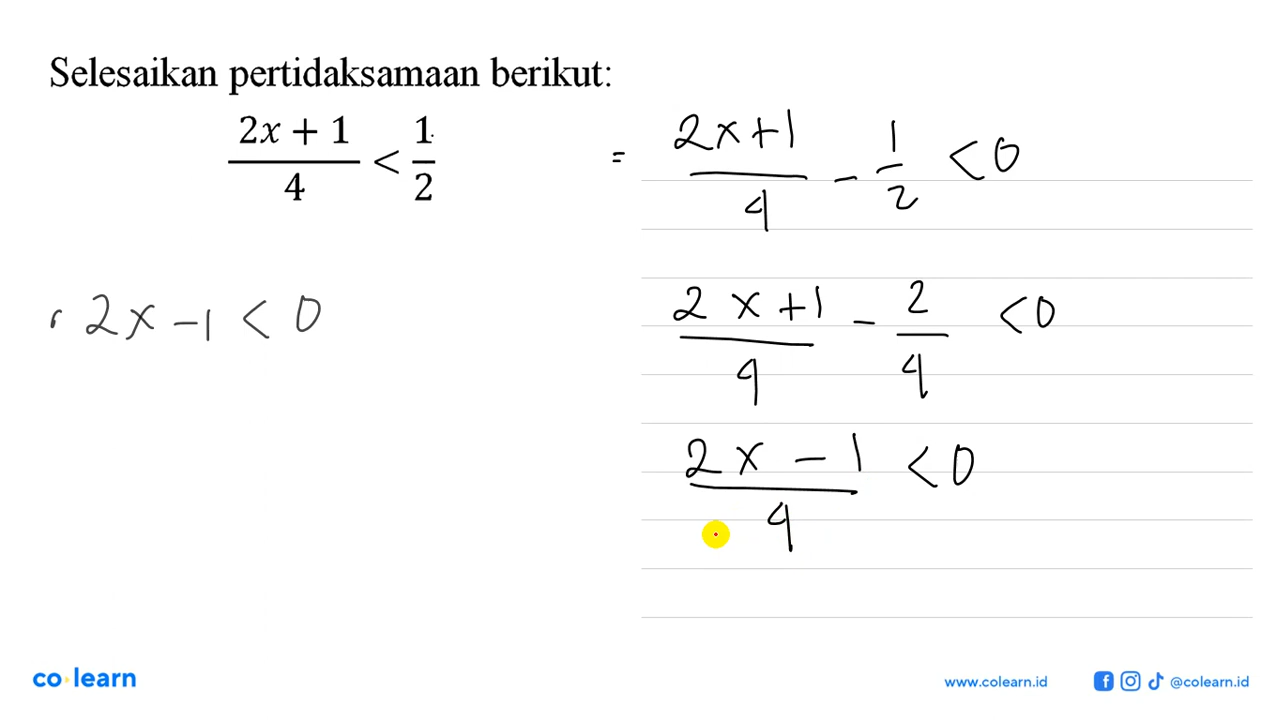 Selesaikan pertidaksamaan berikut:
(2x + 1)/4 < 1/2
= (2x+1)/4 - 1/2 < 0
(2x+1)/4 - 2/4 < 0
(2x - 1)/4 < 0
2x - 1 < 0
co·learn
www.colearn.id
@colearn.id